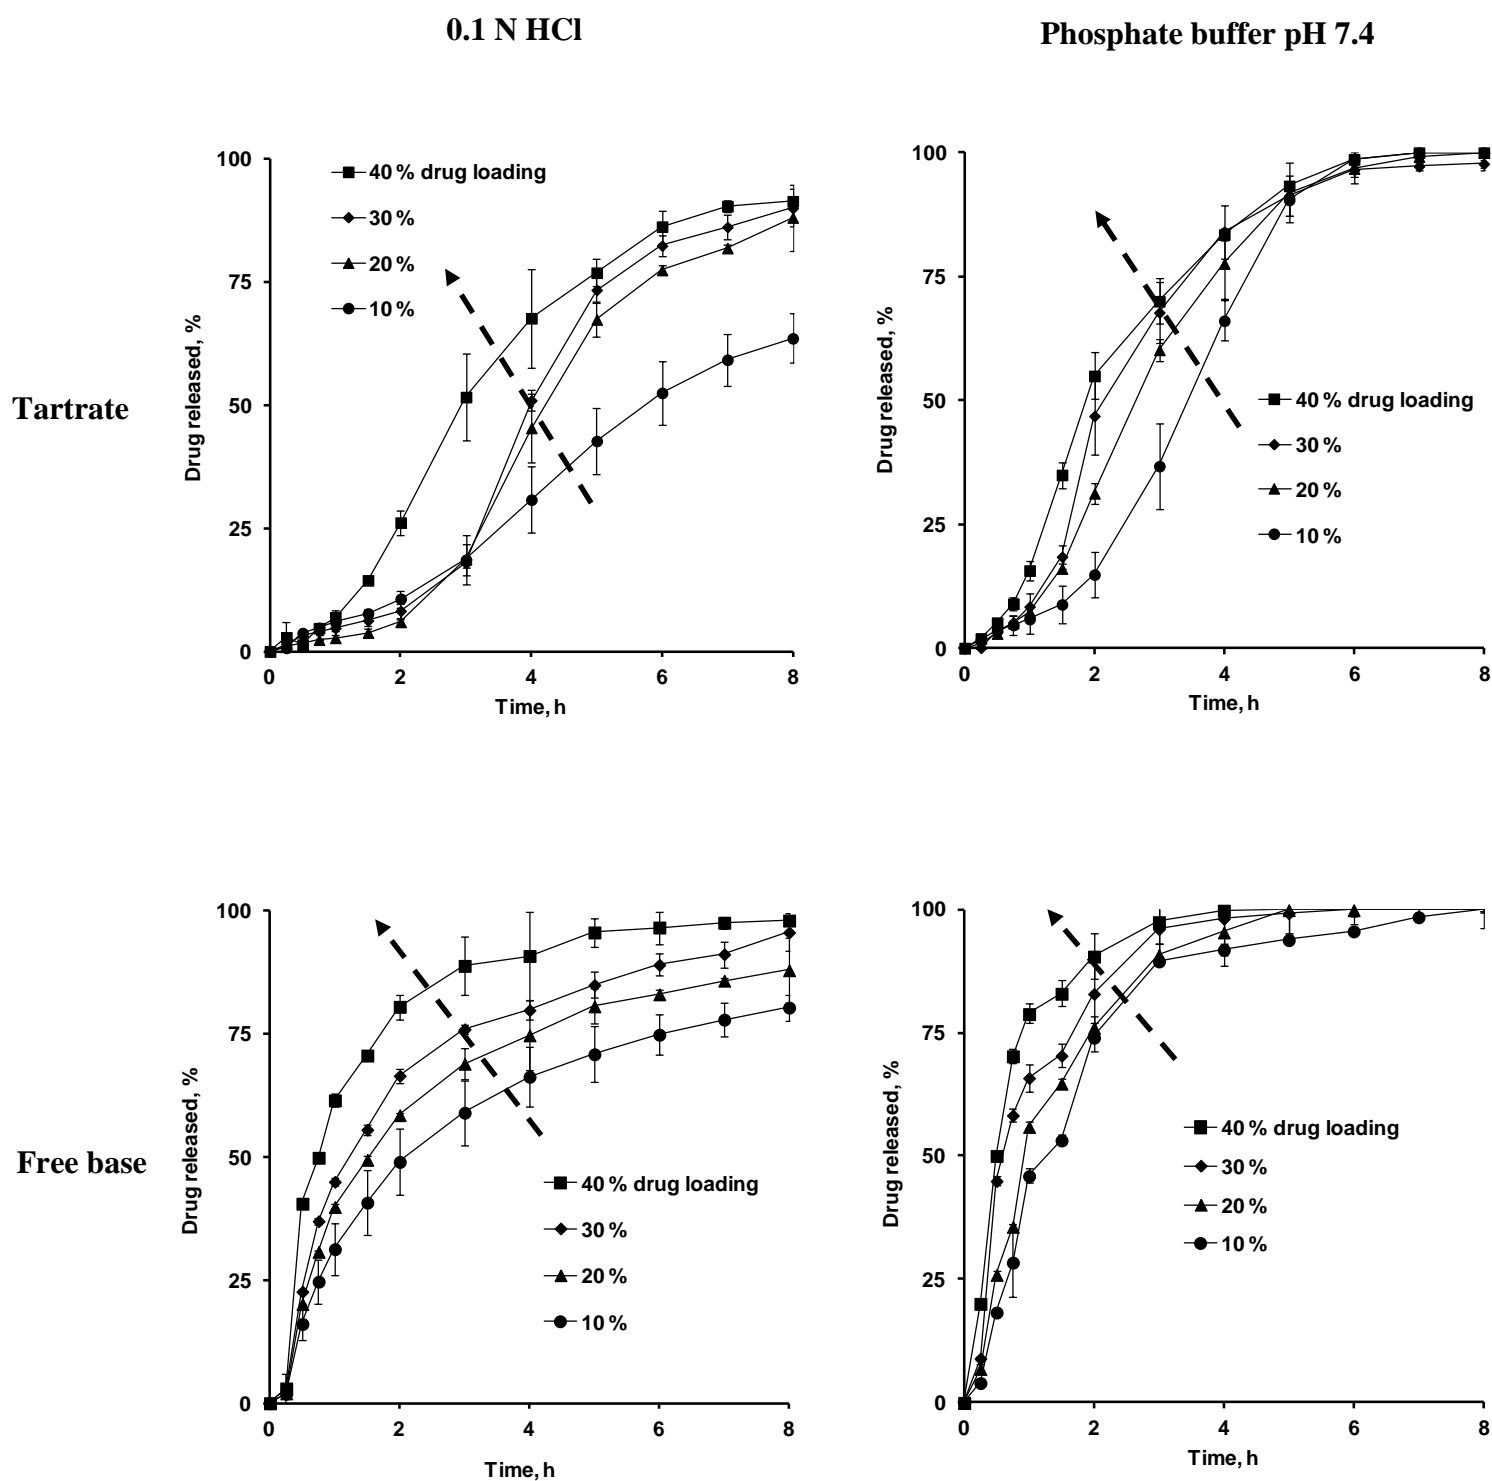 0.1 N HCl
Phosphate buffer pH 7.4
Tartrate
Drug released, %
100
75
50
25
0
0 2 4 6 8
Time, h
40 % drug loading
30 %
20 %
10 %
Drug released, %
100
75
50
25
0
0 2 4 6 8
Time, h
40 % drug loading
30 %
20 %
10 %
Free base
Drug released, %
100
75
50
25
0
0 2 4 6 8
Time, h
40 % drug loading
30 %
20 %
10 %
Drug released, %
100
75
50
25
0
0 2 4 6 8
Time, h
40 % drug loading
30 %
20 %
10 %